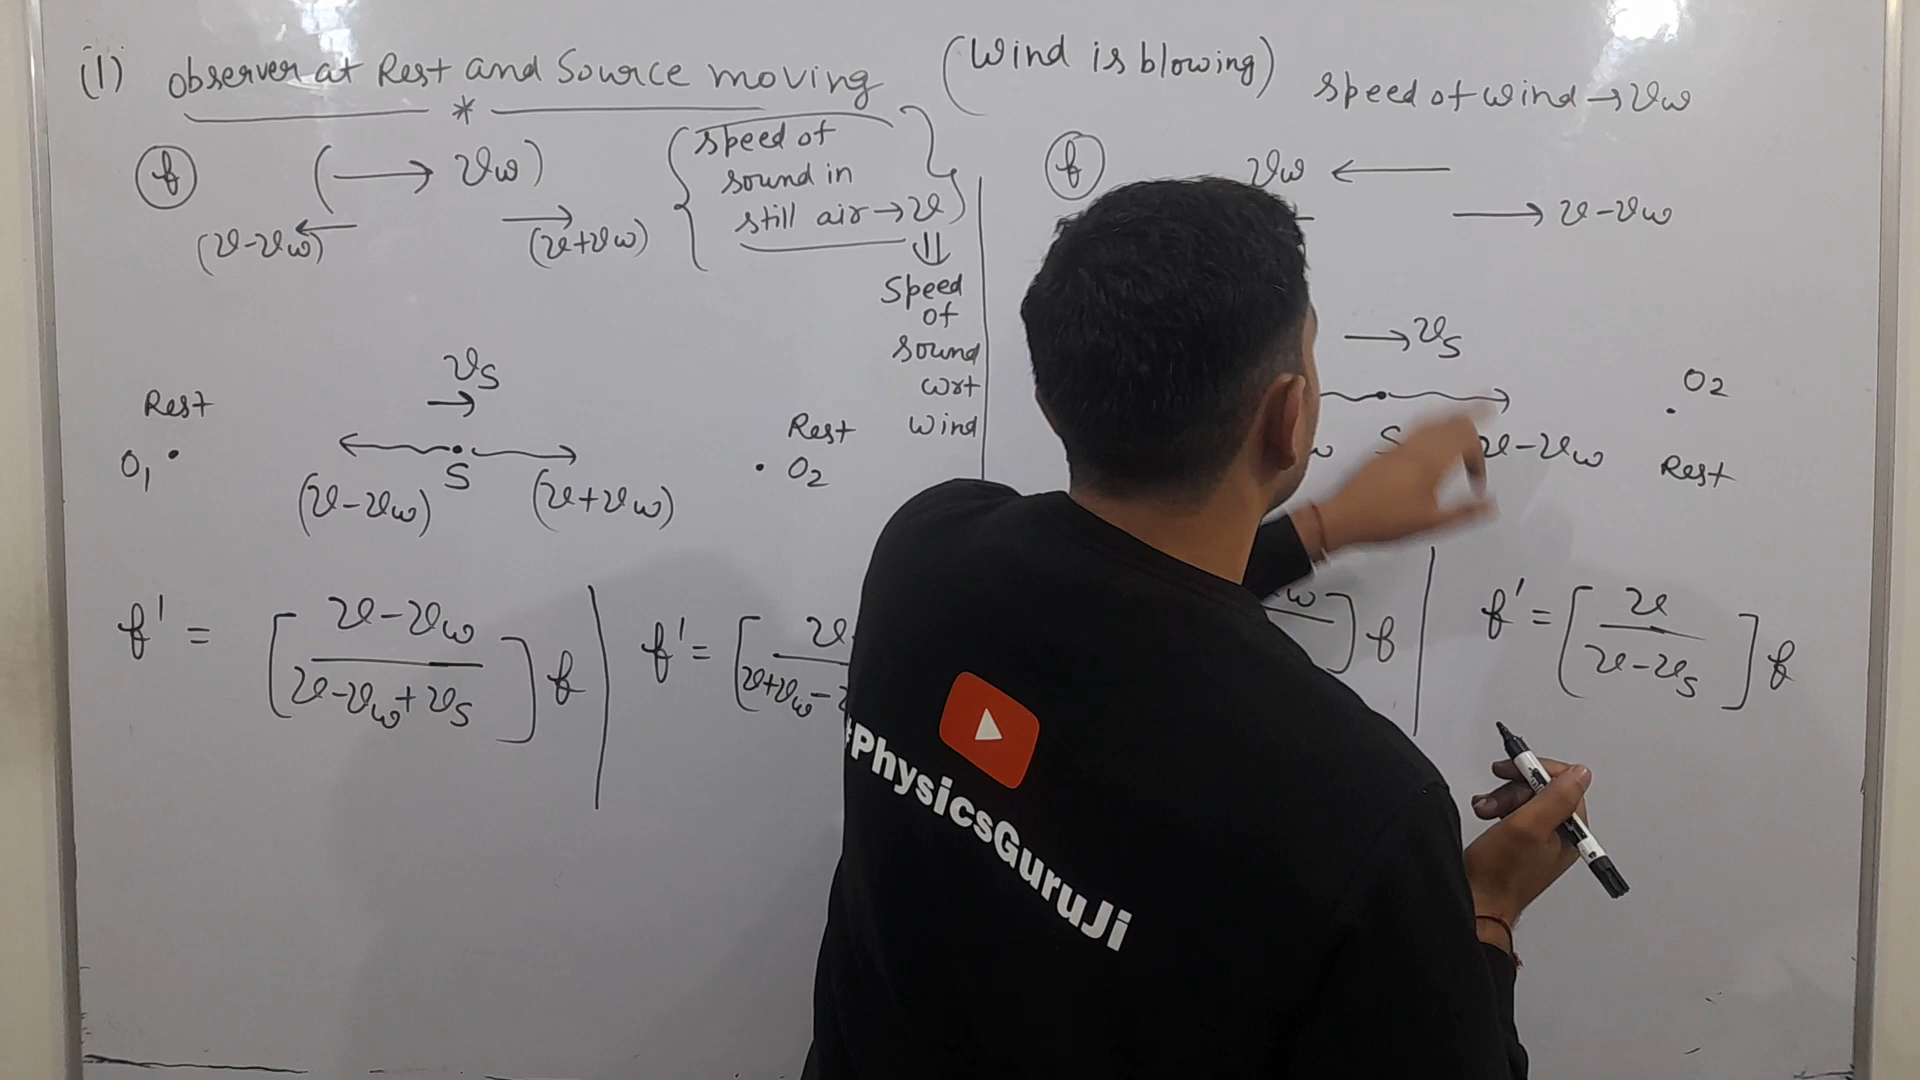 (1) Observer at Rest and Source moving (Wind is blowing)
speed of wind → vw
f (→ vw)
(v-vw) (v+vw)
speed of
sound in
still air → v
⇓
Speed
of
sound
wrt
wind
vs
→
Rest
O1
S
(v-vw) (v+vw)
Rest
O2
f' = [(v-vw)/(v-vw+vs)] f
f' = [v
v+vw-
f
vw ←
→ v-vw
→ vs
O2
S
v-vw
Rest
w
f
f' = [v/(v-vs)] f
#PhysicsGuruJi